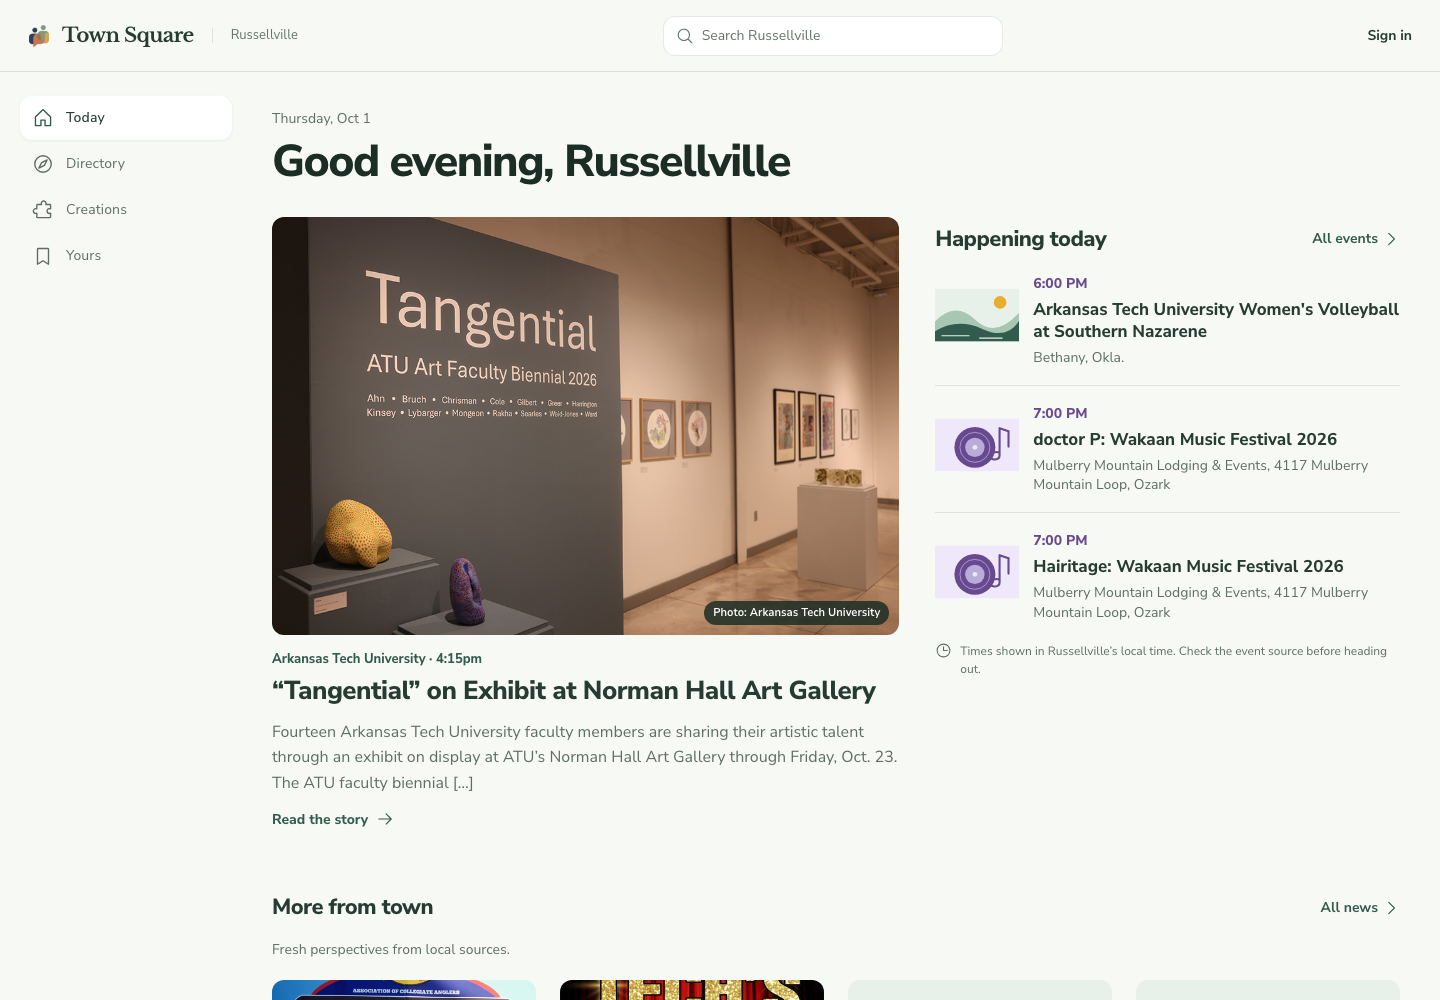 Town Square
Russellville
Search Russellville
Sign in
Today
Directory
Creations
Yours
Thursday, Oct 1
Good evening, Russellville
Tangential
ATU Art Faculty Biennial 2026
Ahn • Bruch • Chrisman • Cole • Gilbert • Greer • Harrington
Kinsey • Lybarger • Mongeon • Rakha • Searles • Waid-Jones • Ward
Photo: Arkansas Tech University
Arkansas Tech University · 4:15pm
“Tangential” on Exhibit at Norman Hall Art Gallery
Fourteen Arkansas Tech University faculty members are sharing their artistic talent
through an exhibit on display at ATU’s Norman Hall Art Gallery through Friday, Oct. 23.
The ATU faculty biennial […]
Read the story
Happening today
All events
6:00 PM
Arkansas Tech University Women's Volleyball
at Southern Nazarene
Bethany, Okla.
7:00 PM
doctor P: Wakaan Music Festival 2026
Mulberry Mountain Lodging & Events, 4117 Mulberry
Mountain Loop, Ozark
7:00 PM
Hairitage: Wakaan Music Festival 2026
Mulberry Mountain Lodging & Events, 4117 Mulberry
Mountain Loop, Ozark
Times shown in Russellville’s local time. Check the event source before heading
out.
More from town
All news
Fresh perspectives from local sources.
ASSOCIATION OF COLLEGIATE ANGLERS